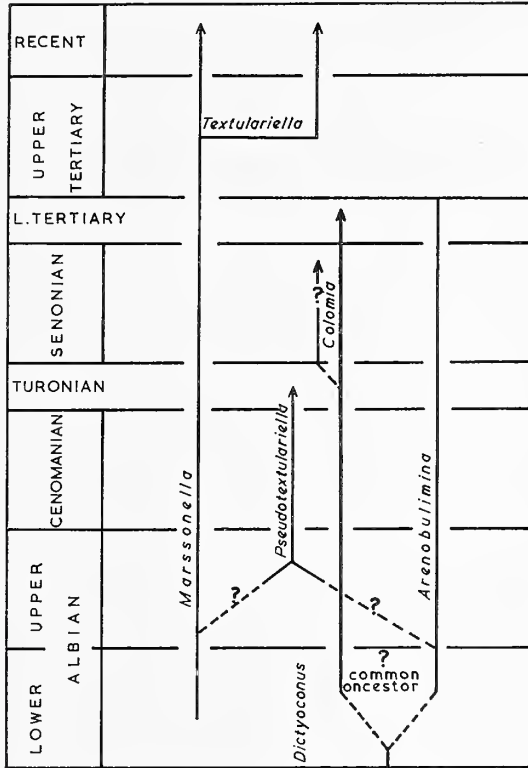 RECENT
UPPER
TERTIARY
Textulariella
L.TERTIARY
SENONIAN
?
Colomia
TURONIAN
CENOMANIAN
Marssonella
Pseudotextulariella
Arenobulimina
UPPER
ALBIAN
?
?
LOWER
Dictyoconus
?
common
oncestor